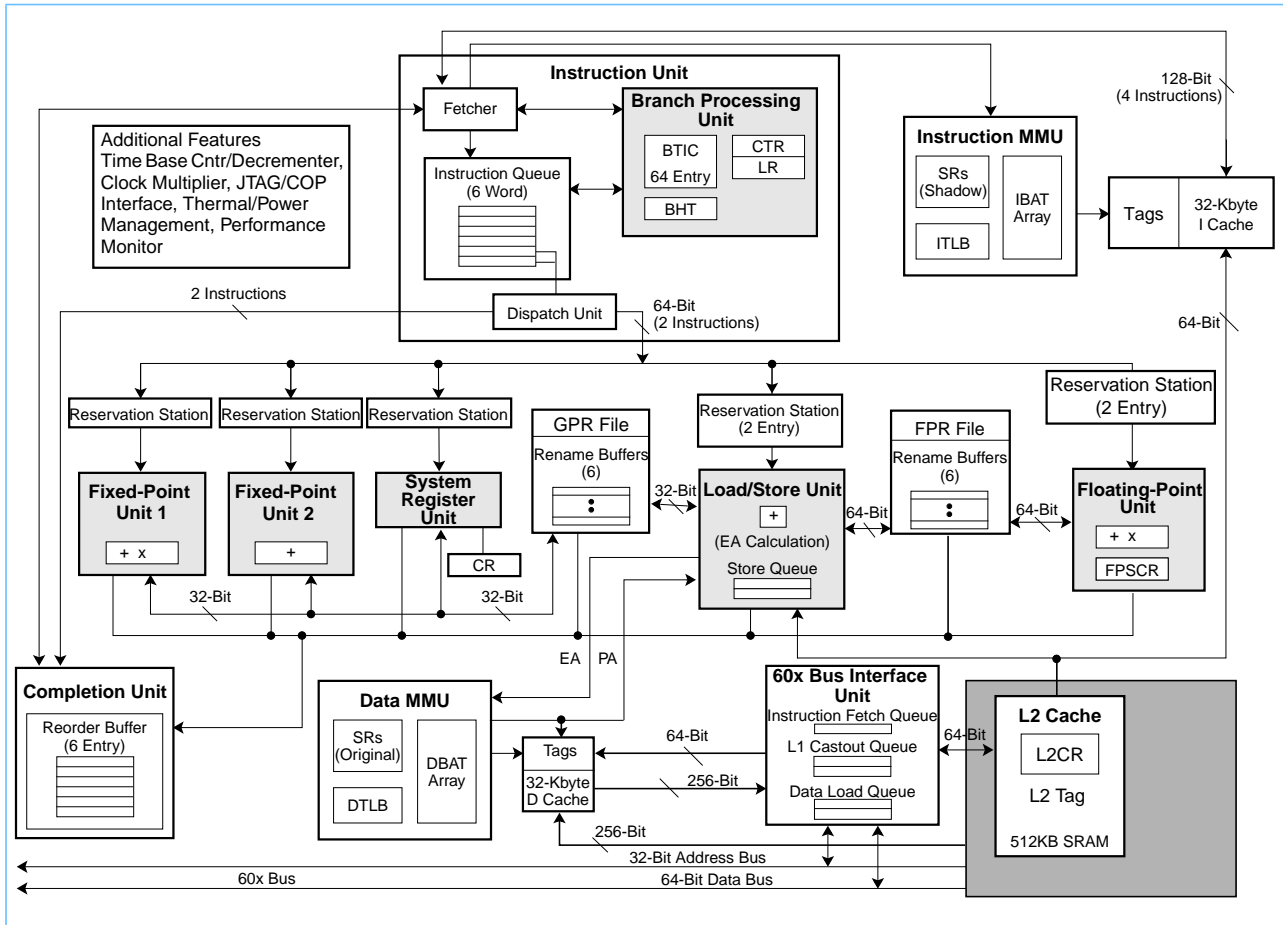 Instruction Unit
Fetcher
Branch Processing
Unit
BTIC
64 Entry
CTR
LR
BHT
Instruction Queue
(6 Word)
Dispatch Unit
64-Bit
(2 Instructions)
2 Instructions
Additional Features
Time Base Cntr/Decrementer,
Clock Multiplier, JTAG/COP
Interface, Thermal/Power
Management, Performance
Monitor
128-Bit
(4 Instructions)
Instruction MMU
SRs
(Shadow)
ITLB
IBAT
Array
Tags
32-Kbyte
I Cache
64-Bit
Reservation Station
Reservation Station
Reservation Station
Reservation Station
(2 Entry)
Reservation Station
(2 Entry)
GPR File
Rename Buffers
(6)
FPR File
Rename Buffers
(6)
Fixed-Point
Unit 1
+ x
Fixed-Point
Unit 2
+
System
Register
Unit
CR
32-Bit
Load/Store Unit
+
(EA Calculation)
Store Queue
64-Bit
64-Bit
Floating-Point
Unit
+ x
FPSCR
32-Bit
32-Bit
EA
PA
Completion Unit
Reorder Buffer
(6 Entry)
Data MMU
SRs
(Original)
DTLB
DBAT
Array
Tags
32-Kbyte
D Cache
64-Bit
256-Bit
256-Bit
60x Bus Interface
Unit
Instruction Fetch Queue
L1 Castout Queue
Data Load Queue
64-Bit
L2 Cache
L2CR
L2 Tag
512KB SRAM
32-Bit Address Bus
60x Bus
64-Bit Data Bus